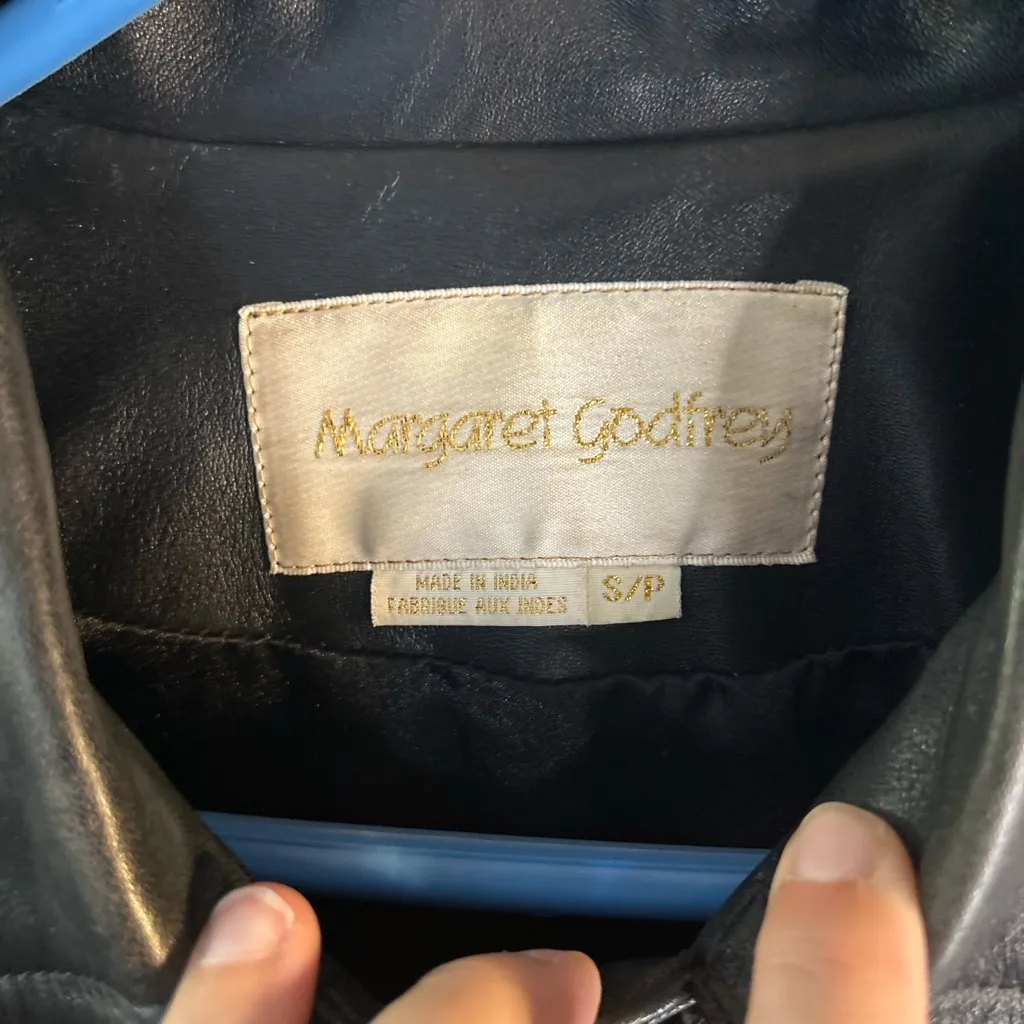 Margaret Godfrey
MADE IN INDIA
FABRIQUE AUX INDES
S/P